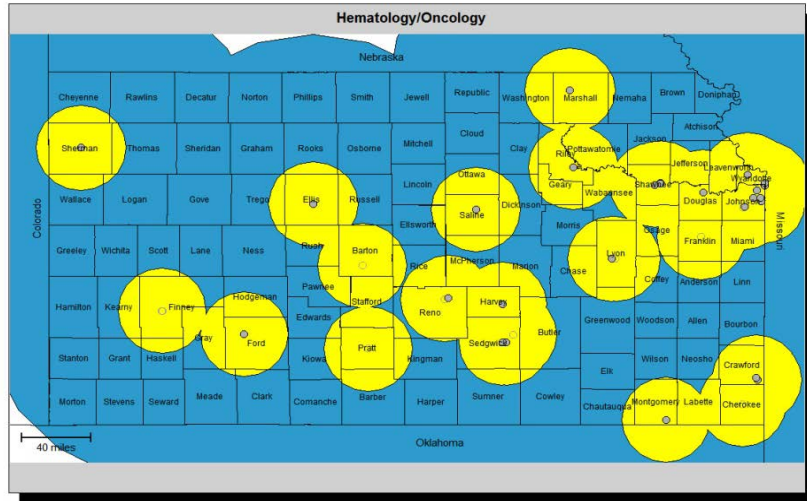 Hematology/Oncology
Nebraska
Cheyenne Rawlins Decatur Norton Phillips Smith Jewell Republic Washington Marshall Nemaha Brown Doniphan
Atchison
Sherman Thomas Sheridan Graham Rooks Osborne Mitchell Cloud Clay Riley Pottawatomie Jackson Jefferson Leavenworth
Wyandotte
Ottawa
Lincoln Geary Wabaunsee Shawnee Douglas Johnson
Wallace Logan Gove Trego Ellis Russell Saline Dickinson
Colorado Missouri
Ellsworth Morris Osage Franklin Miami
Greeley Wichita Scott Lane Ness Rush Barton Rice McPherson Marion Chase Lyon Coffey Anderson Linn
Pawnee
Hamilton Kearny Finney Hodgeman Stafford Reno Harvey
Edwards Greenwood Woodson Allen Bourbon
Gray Ford Sedgwick Butler
Stanton Grant Haskell Kiowa Pratt Kingman Elk Wilson Neosho Crawford
Morton Stevens Seward Meade Clark Comanche Barber Harper Sumner Cowley Chautauqua Montgomery Labette Cherokee
40 miles
Oklahoma